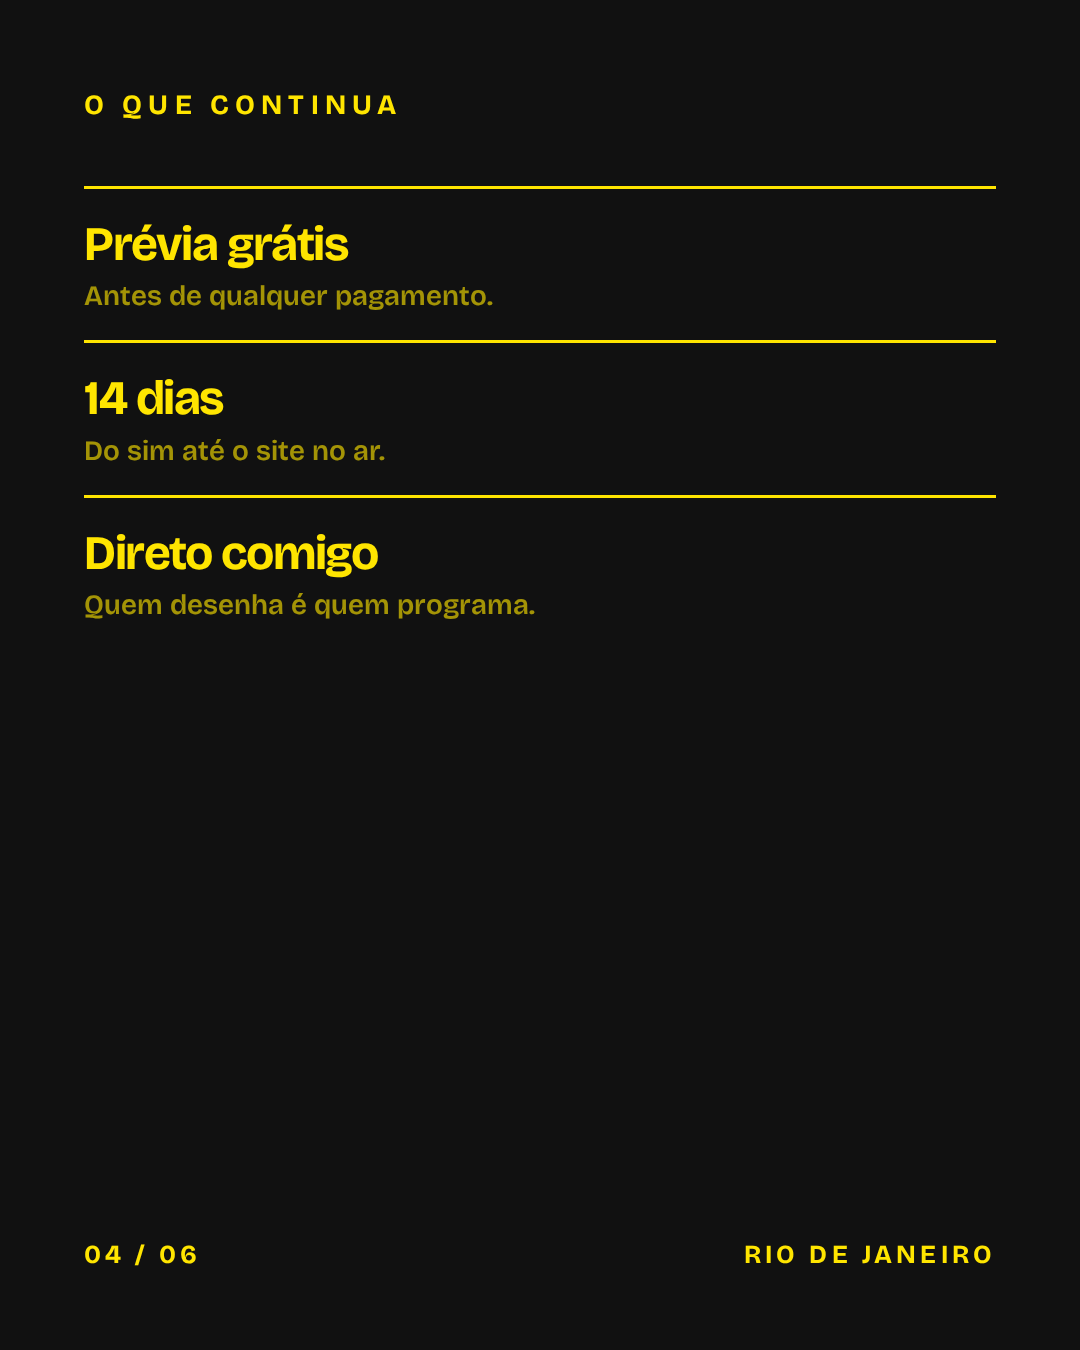 O QUE CONTINUA
Prévia grátis
Antes de qualquer pagamento.
14 dias
Do sim até o site no ar.
Direto comigo
Quem desenha é quem programa.
04 / 06
RIO DE JANEIRO